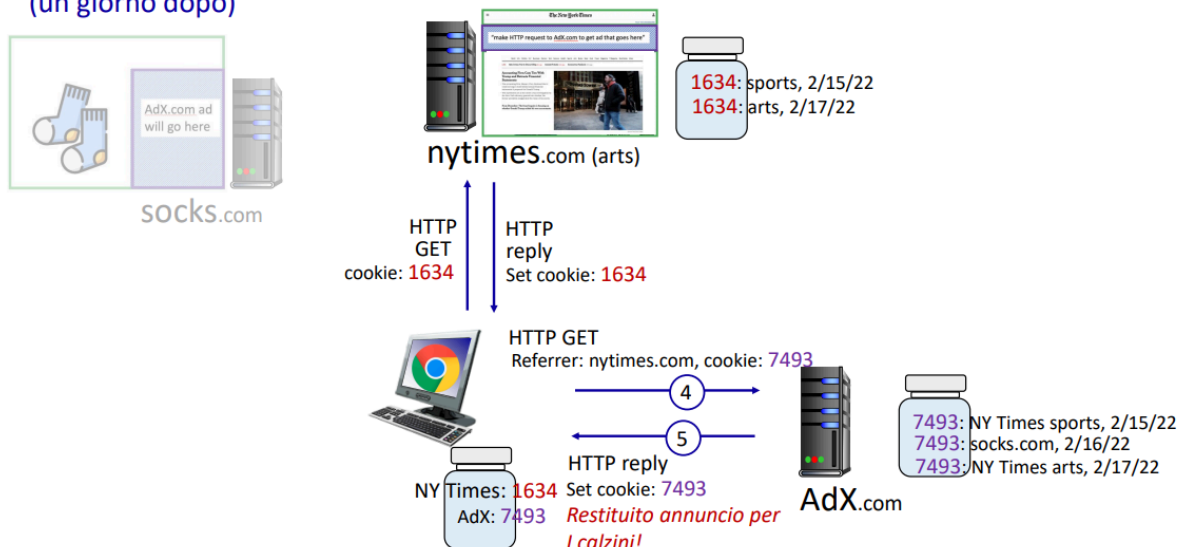 (un giorno dopo)
The New York Times
"make HTTP request to AdX.com to get ad that goes here"
1634: sports, 2/15/22
1634: arts, 2/17/22
AdX.com ad
will go here
nytimes.com (arts)
socks.com
HTTP
GET
cookie: 1634
HTTP
reply
Set cookie: 1634
HTTP GET
Referrer: nytimes.com, cookie: 7493
4
5
7493: NY Times sports, 2/15/22
7493: socks.com, 2/16/22
7493: NY Times arts, 2/17/22
HTTP reply
NY Times: 1634
Set cookie: 7493
AdX: 7493
Restituito annuncio per
I calzini!
AdX.com